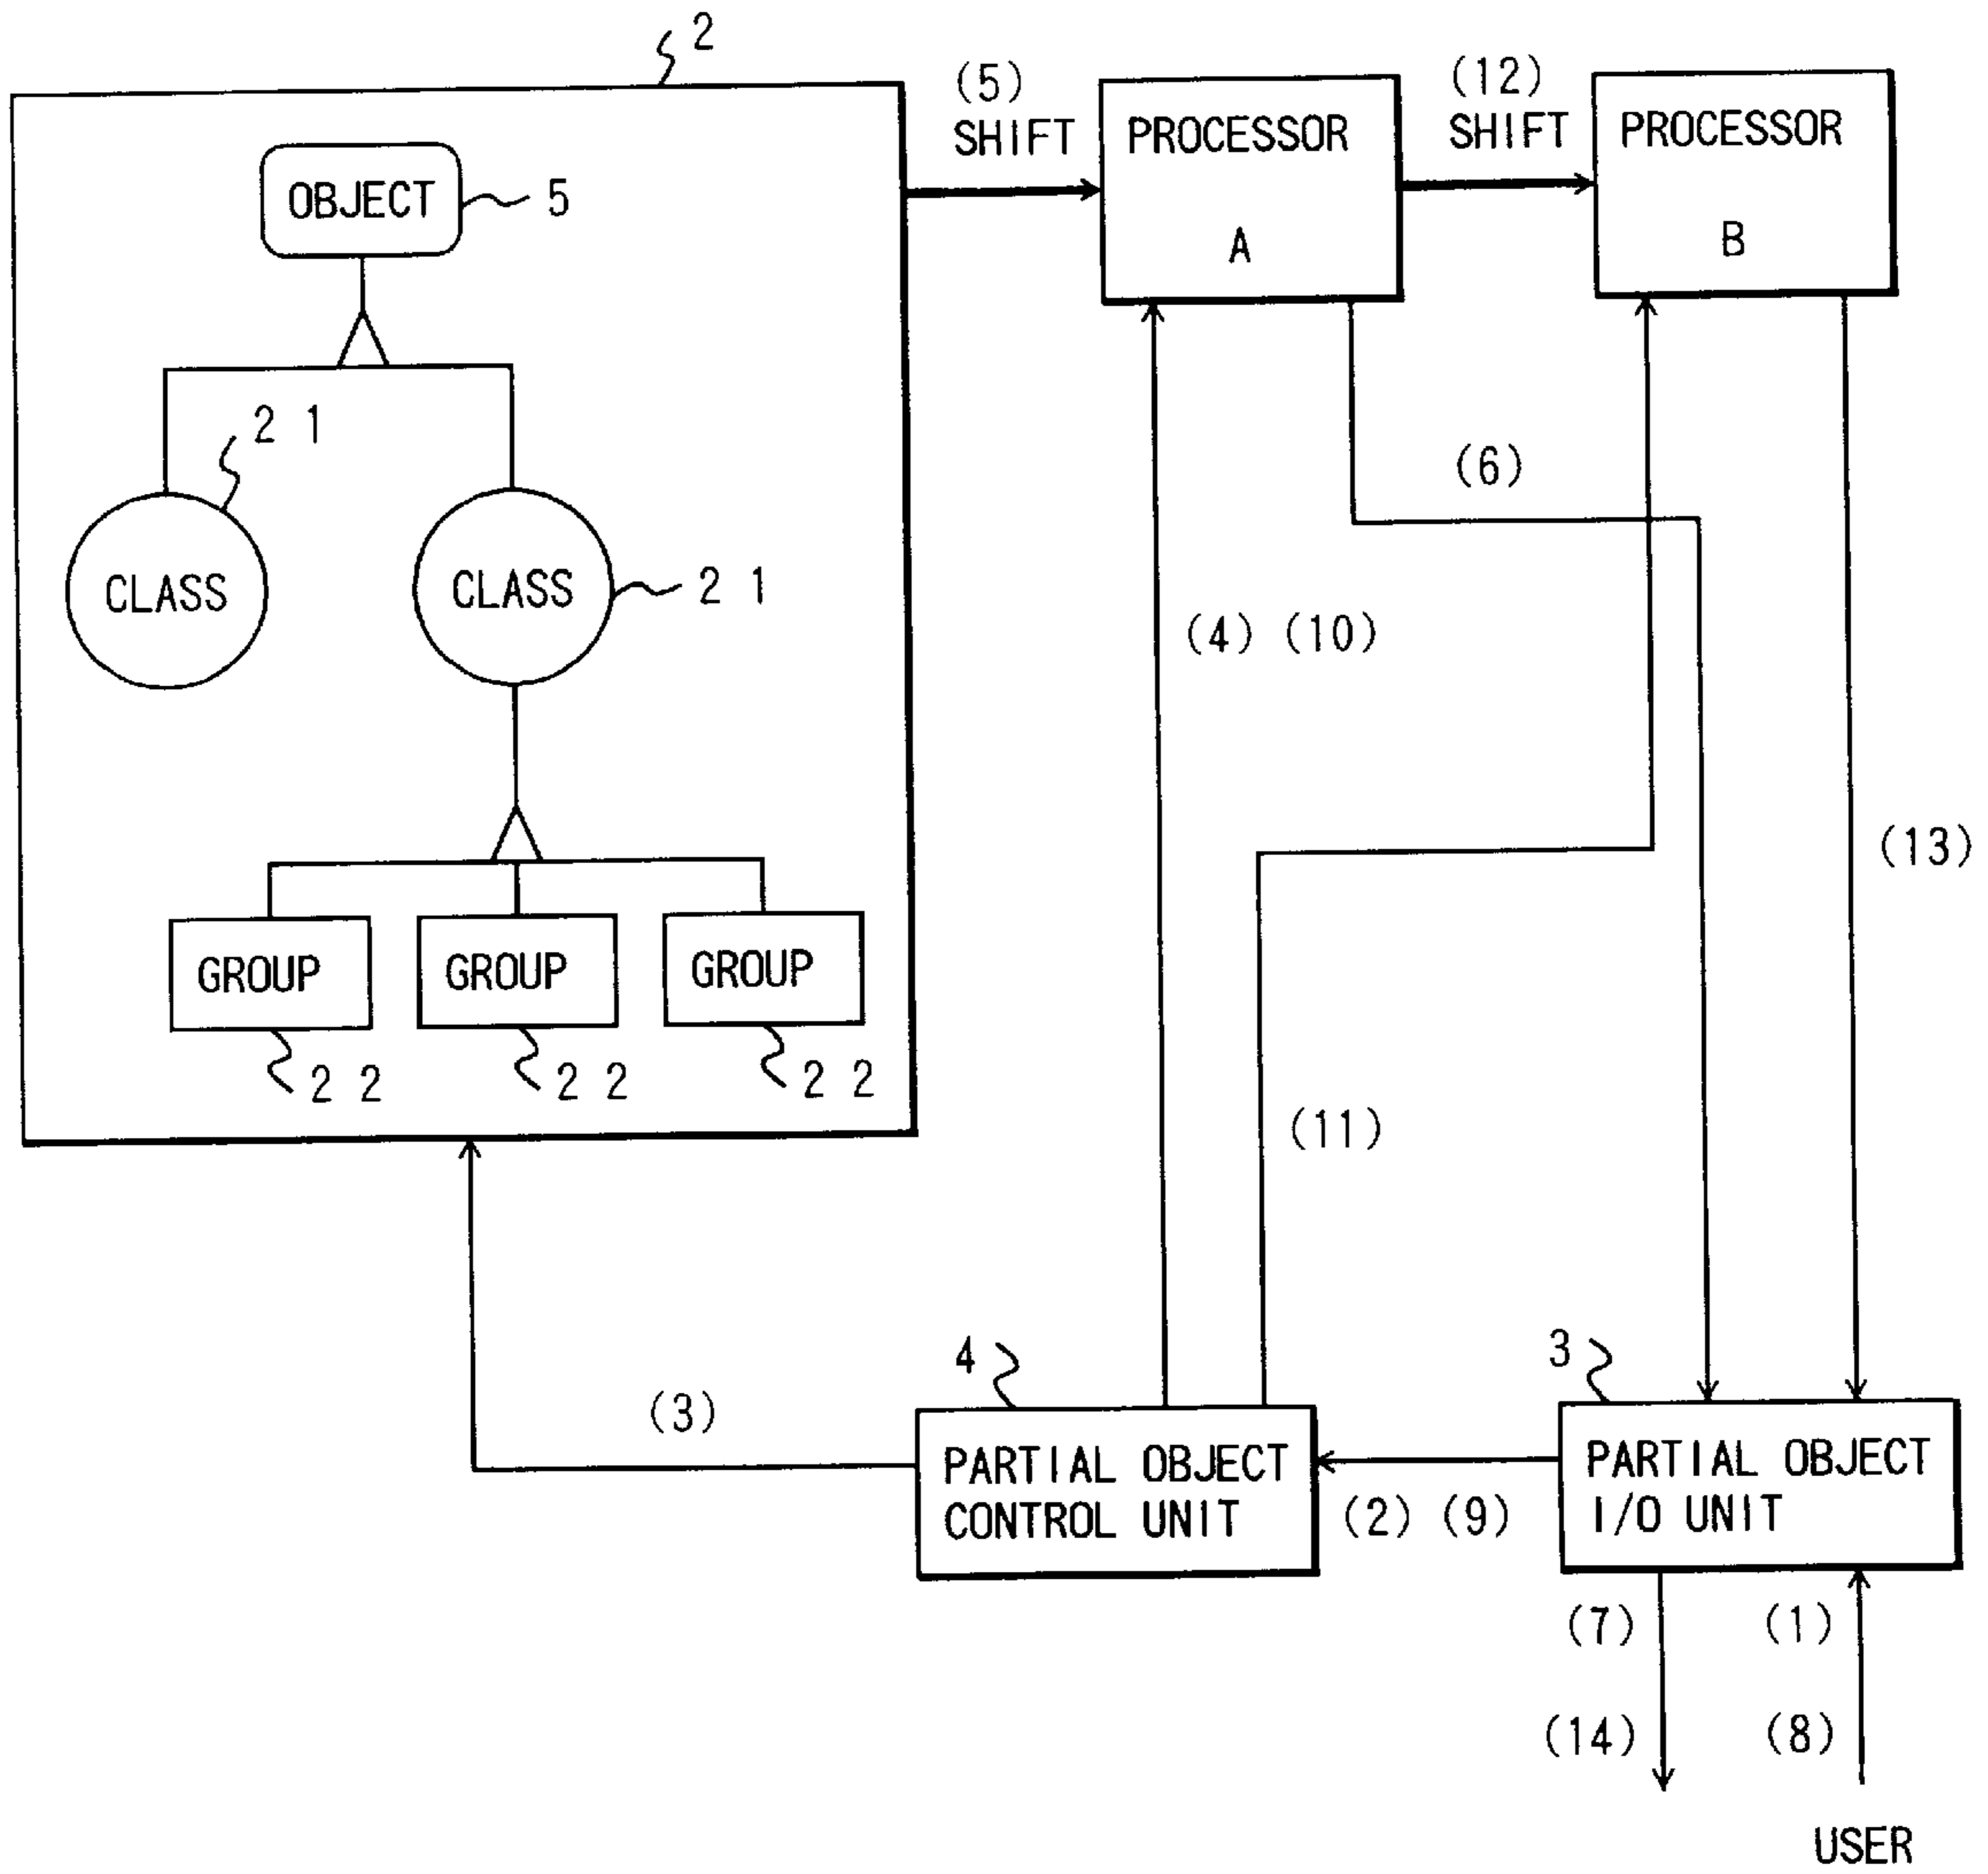 2
(5)
SHIFT
(12)
SHIFT
PROCESSOR
A
PROCESSOR
B
OBJECT
5
2 1
(6)
CLASS
CLASS
2 1
(4) (10)
(13)
GROUP
GROUP
GROUP
2 2
2 2
2 2
(11)
4
3
(3)
PARTIAL OBJECT
CONTROL UNIT
(2) (9)
PARTIAL OBJECT
I/O UNIT
(7)
(1)
(14)
(8)
USER